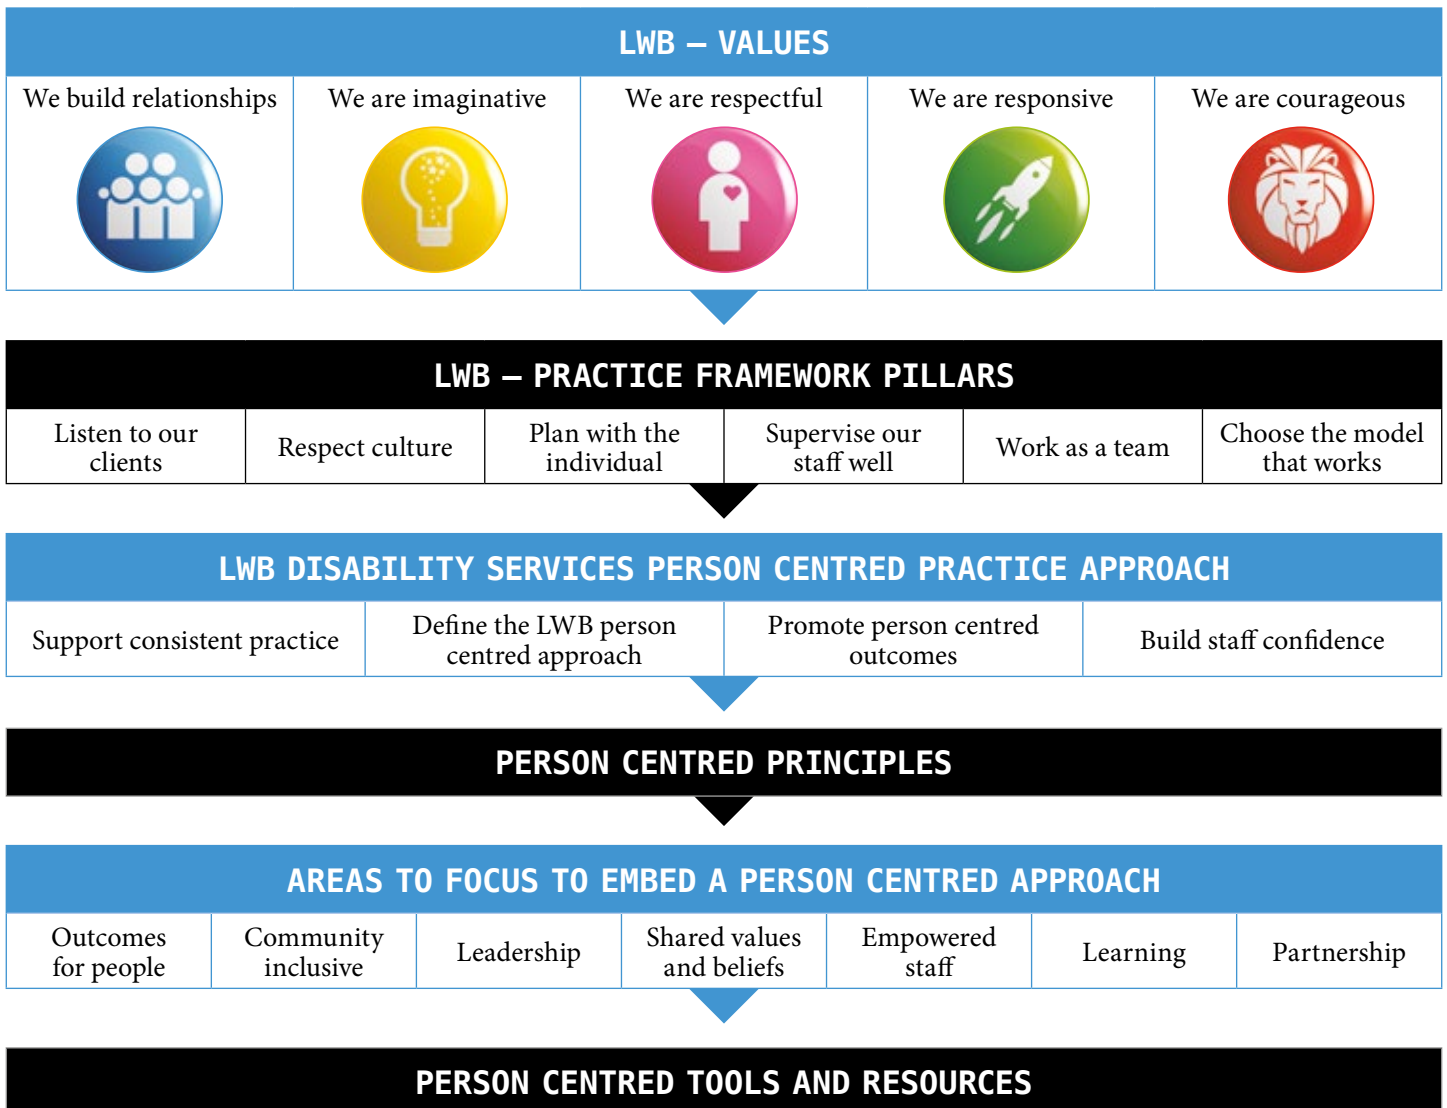 LWB – VALUES
We build relationships
We are imaginative
We are respectful
We are responsive
We are courageous
LWB – PRACTICE FRAMEWORK PILLARS
Listen to our
clients
Respect culture
Plan with the
individual
Supervise our
staff well
Work as a team
Choose the model
that works
LWB DISABILITY SERVICES PERSON CENTRED PRACTICE APPROACH
Support consistent practice
Define the LWB person
centred approach
Promote person centred
outcomes
Build staff confidence
PERSON CENTRED PRINCIPLES
AREAS TO FOCUS TO EMBED A PERSON CENTRED APPROACH
Outcomes
for people
Community
inclusive
Leadership
Shared values
and beliefs
Empowered
staff
Learning
Partnership
PERSON CENTRED TOOLS AND RESOURCES